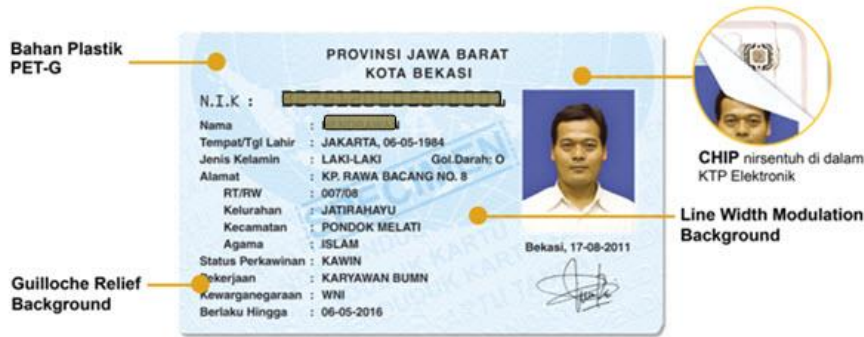 Bahan Plastik
PET-G
PROVINSI JAWA BARAT
KOTA BEKASI
N.I.K :
Nama :
Tempat/Tgl Lahir : JAKARTA, 06-05-1984
Jenis Kelamin : LAKI-LAKI Gol.Darah: O
Alamat : KP. RAWA BACANG NO. 8
RT/RW : 007/08
Kelurahan : JATIRAHAYU
Kecamatan : PONDOK MELATI
Agama : ISLAM
Status Perkawinan : KAWIN
Pekerjaan : KARYAWAN BUMN
Kewarganegaraan : WNI
Berlaku Hingga : 06-05-2016
SPECIMEN
Bekasi, 17-08-2011
CHIP nirsentuh di dalam
KTP Elektronik
Line Width Modulation
Background
Guilloche Relief
Background